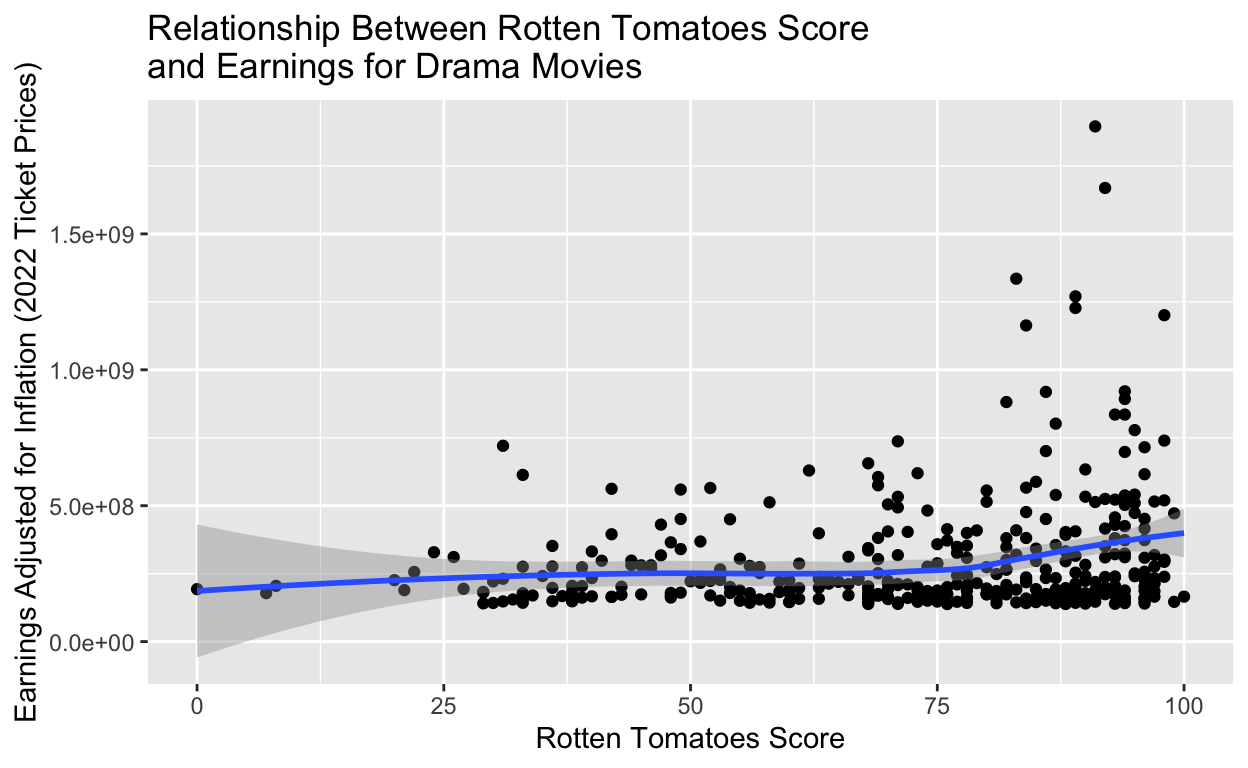 Relationship Between Rotten Tomatoes Score
and Earnings for Drama Movies
Earnings Adjusted for Inflation (2022 Ticket Prices)
1.5e+09
1.0e+09
5.0e+08
0.0e+00
0
25
50
75
100
Rotten Tomatoes Score